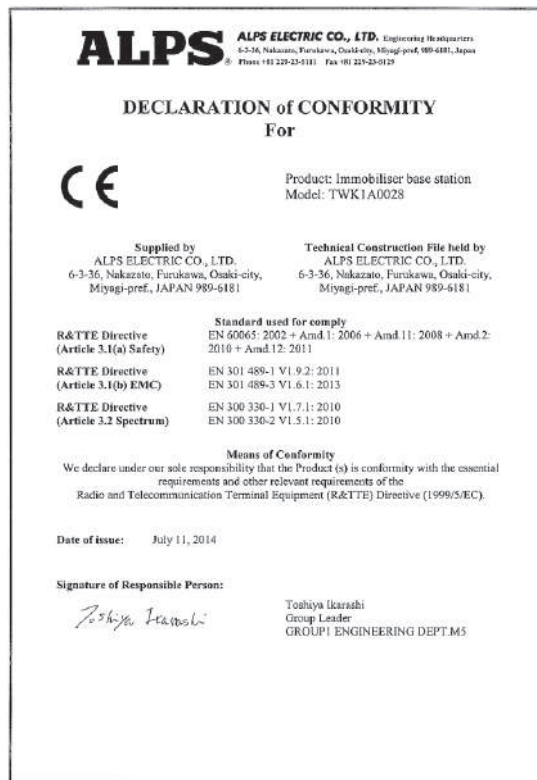 ALPS® ALPS ELECTRIC CO., LTD. Engineering Headquarters
6-3-36, Nakazato, Furukawa, Osaki-city, Miyagi-pref, 989-6181, Japan
Phone +81 229-23-5111 Fax +81 229-23-5129
DECLARATION of CONFORMITY
For
CE
Product: Immobiliser base station
Model: TWK1A0028
Supplied by
ALPS ELECTRIC CO., LTD.
6-3-36, Nakazato, Furukawa, Osaki-city,
Miyagi-pref., JAPAN 989-6181
Technical Construction File held by
ALPS ELECTRIC CO., LTD.
6-3-36, Nakazato, Furukawa, Osaki-city,
Miyagi-pref., JAPAN 989-6181
Standard used for comply
R&TTE Directive
(Article 3.1(a) Safety)
EN 60065: 2002 + Amd.1: 2006 + Amd.11: 2008 + Amd.2:
2010 + Amd.12: 2011
R&TTE Directive
(Article 3.1(b) EMC)
EN 301 489-1 V1.9.2: 2011
EN 301 489-3 V1.6.1: 2013
R&TTE Directive
(Article 3.2 Spectrum)
EN 300 330-1 V1.7.1: 2010
EN 300 330-2 V1.5.1: 2010
Means of Conformity
We declare under our sole responsibility that the Product (s) is conformity with the essential
requirements and other relevant requirements of the
Radio and Telecommunication Terminal Equipment (R&TTE) Directive (1999/5/EC).
Date of issue: July 11, 2014
Signature of Responsible Person:
Toshiya Ikarashi
Toshiya Ikarashi
Group Leader
GROUP1 ENGINEERING DEPT.M5